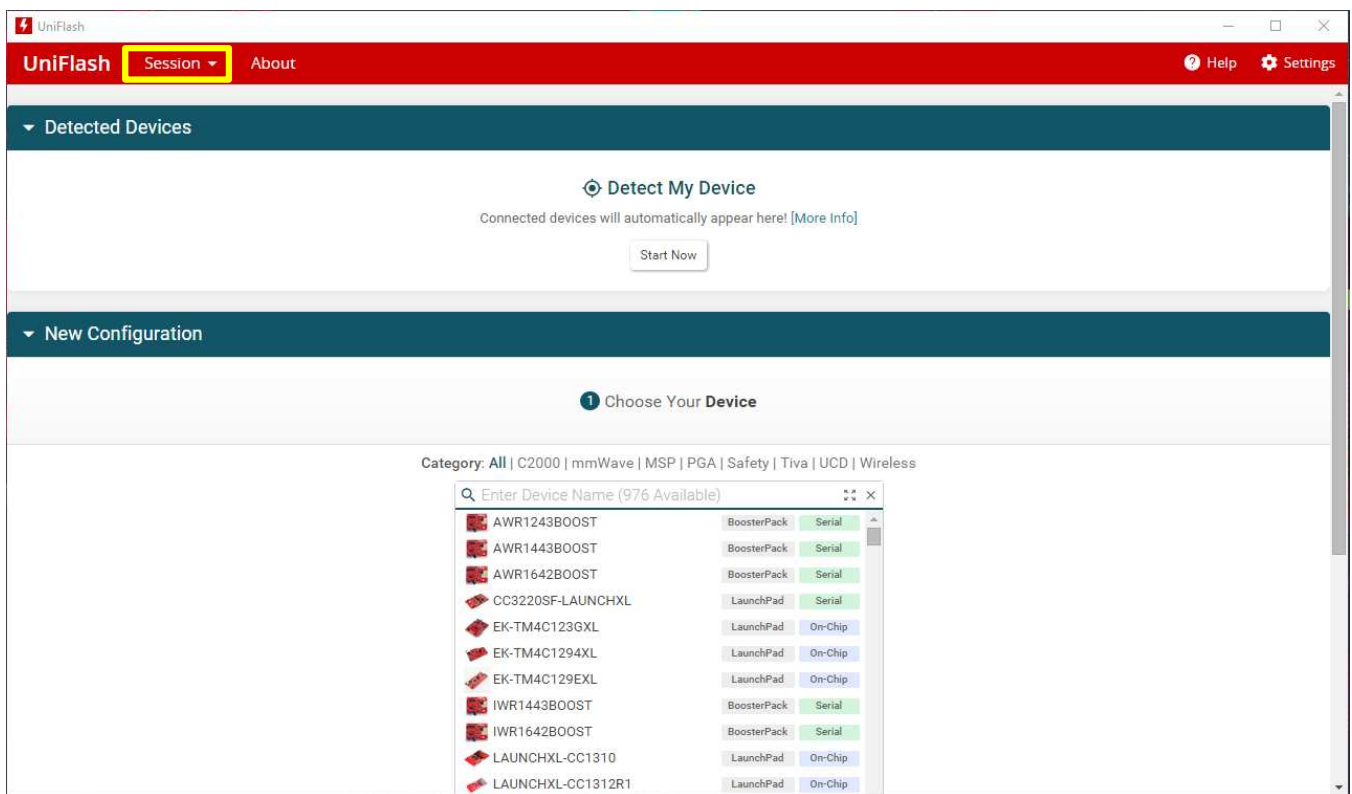 UniFlash
UniFlash Session About Help Settings
Detected Devices
Detect My Device
Connected devices will automatically appear here! [More Info]
Start Now
New Configuration
1 Choose Your Device
Category: All | C2000 | mmWave | MSP | PGA | Safety | Tiva | UCD | Wireless
Enter Device Name (976 Available)
AWR1243BOOST BoosterPack Serial
AWR1443BOOST BoosterPack Serial
AWR1642BOOST BoosterPack Serial
CC3220SF-LAUNCHXL LaunchPad Serial
EK-TM4C123GXL LaunchPad On-Chip
EK-TM4C1294XL LaunchPad On-Chip
EK-TM4C129EXL LaunchPad On-Chip
IWR1443BOOST BoosterPack Serial
IWR1642BOOST BoosterPack Serial
LAUNCHXL-CC1310 LaunchPad On-Chip
LAUNCHXL-CC1312R1 LaunchPad On-Chip